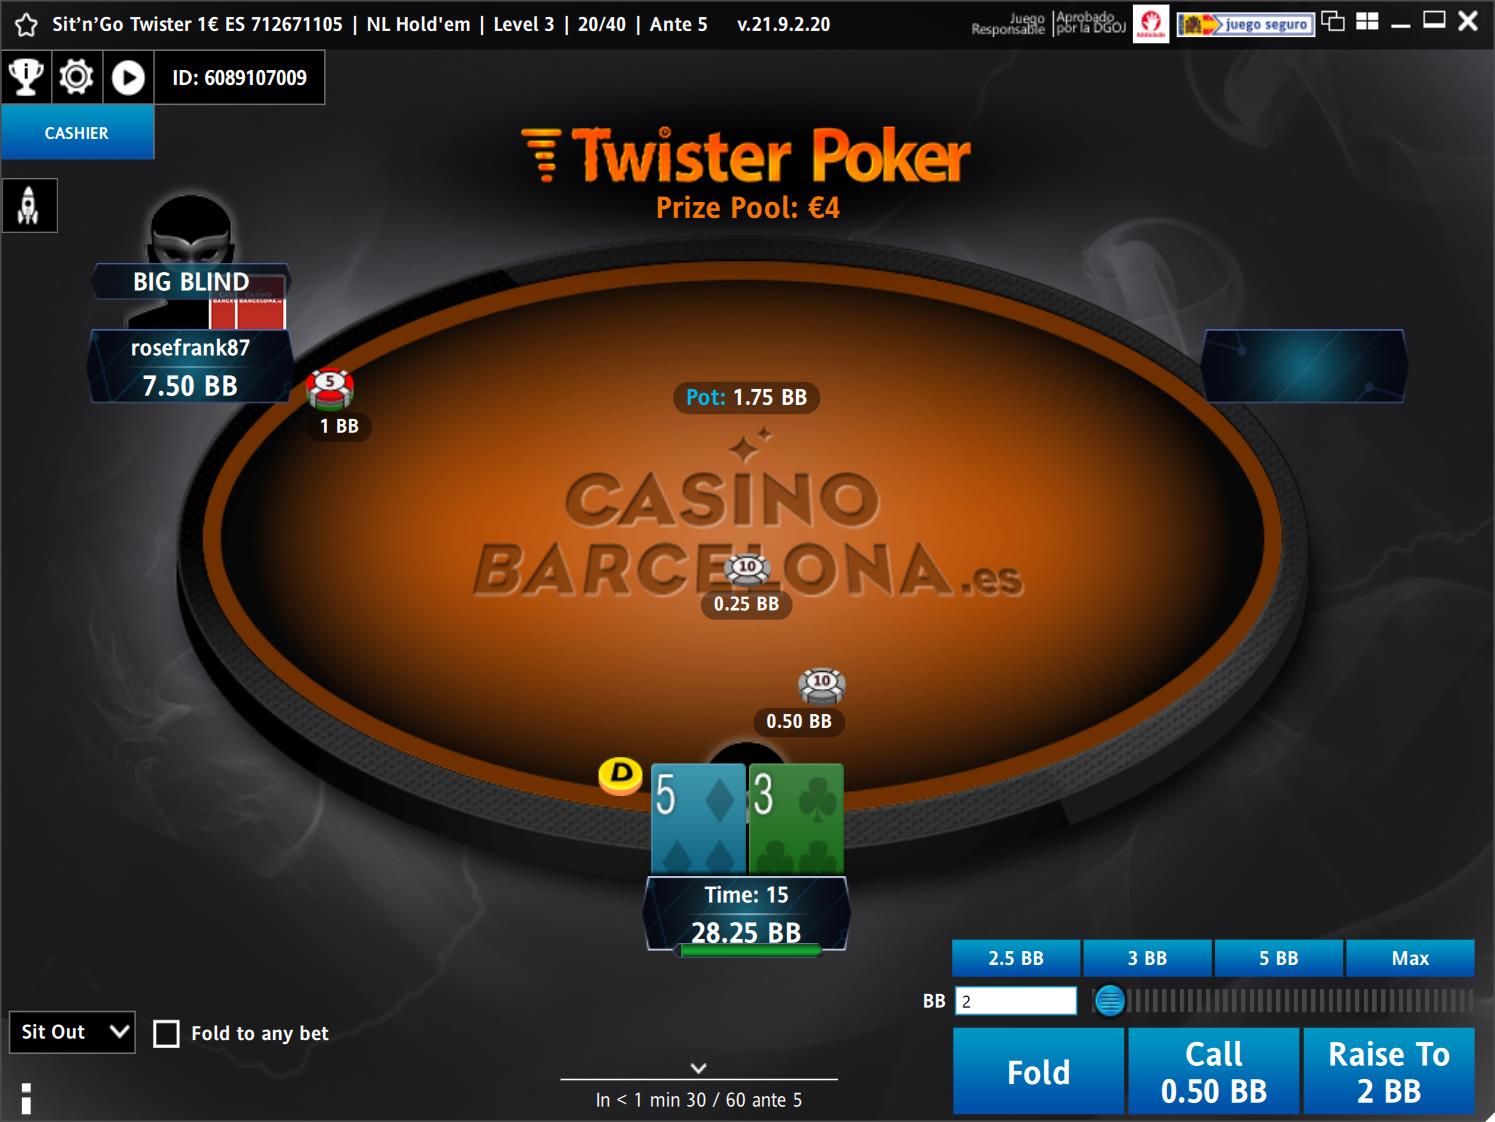 Sit'n'Go Twister 1€ ES 712671105 | NL Hold'em | Level 3 | 20/40 | Ante 5 v.21.9.2.20
Juego Responsable
Aprobado por la DGOJ
juego seguro
ID: 6089107009
CASHIER
Twister Poker
Prize Pool: €4
BIG BLIND
CASINO BARCELONA.es
rosefrank87
7.50 BB
5
1 BB
Pot: 1.75 BB
CASINO
BARCELONA.es
10
0.25 BB
10
0.50 BB
D
5
3
Time: 15
28.25 BB
2.5 BB
3 BB
5 BB
Max
BB
2
Sit Out
Fold to any bet
Fold
Call
0.50 BB
Raise To
2 BB
In < 1 min 30 / 60 ante 5